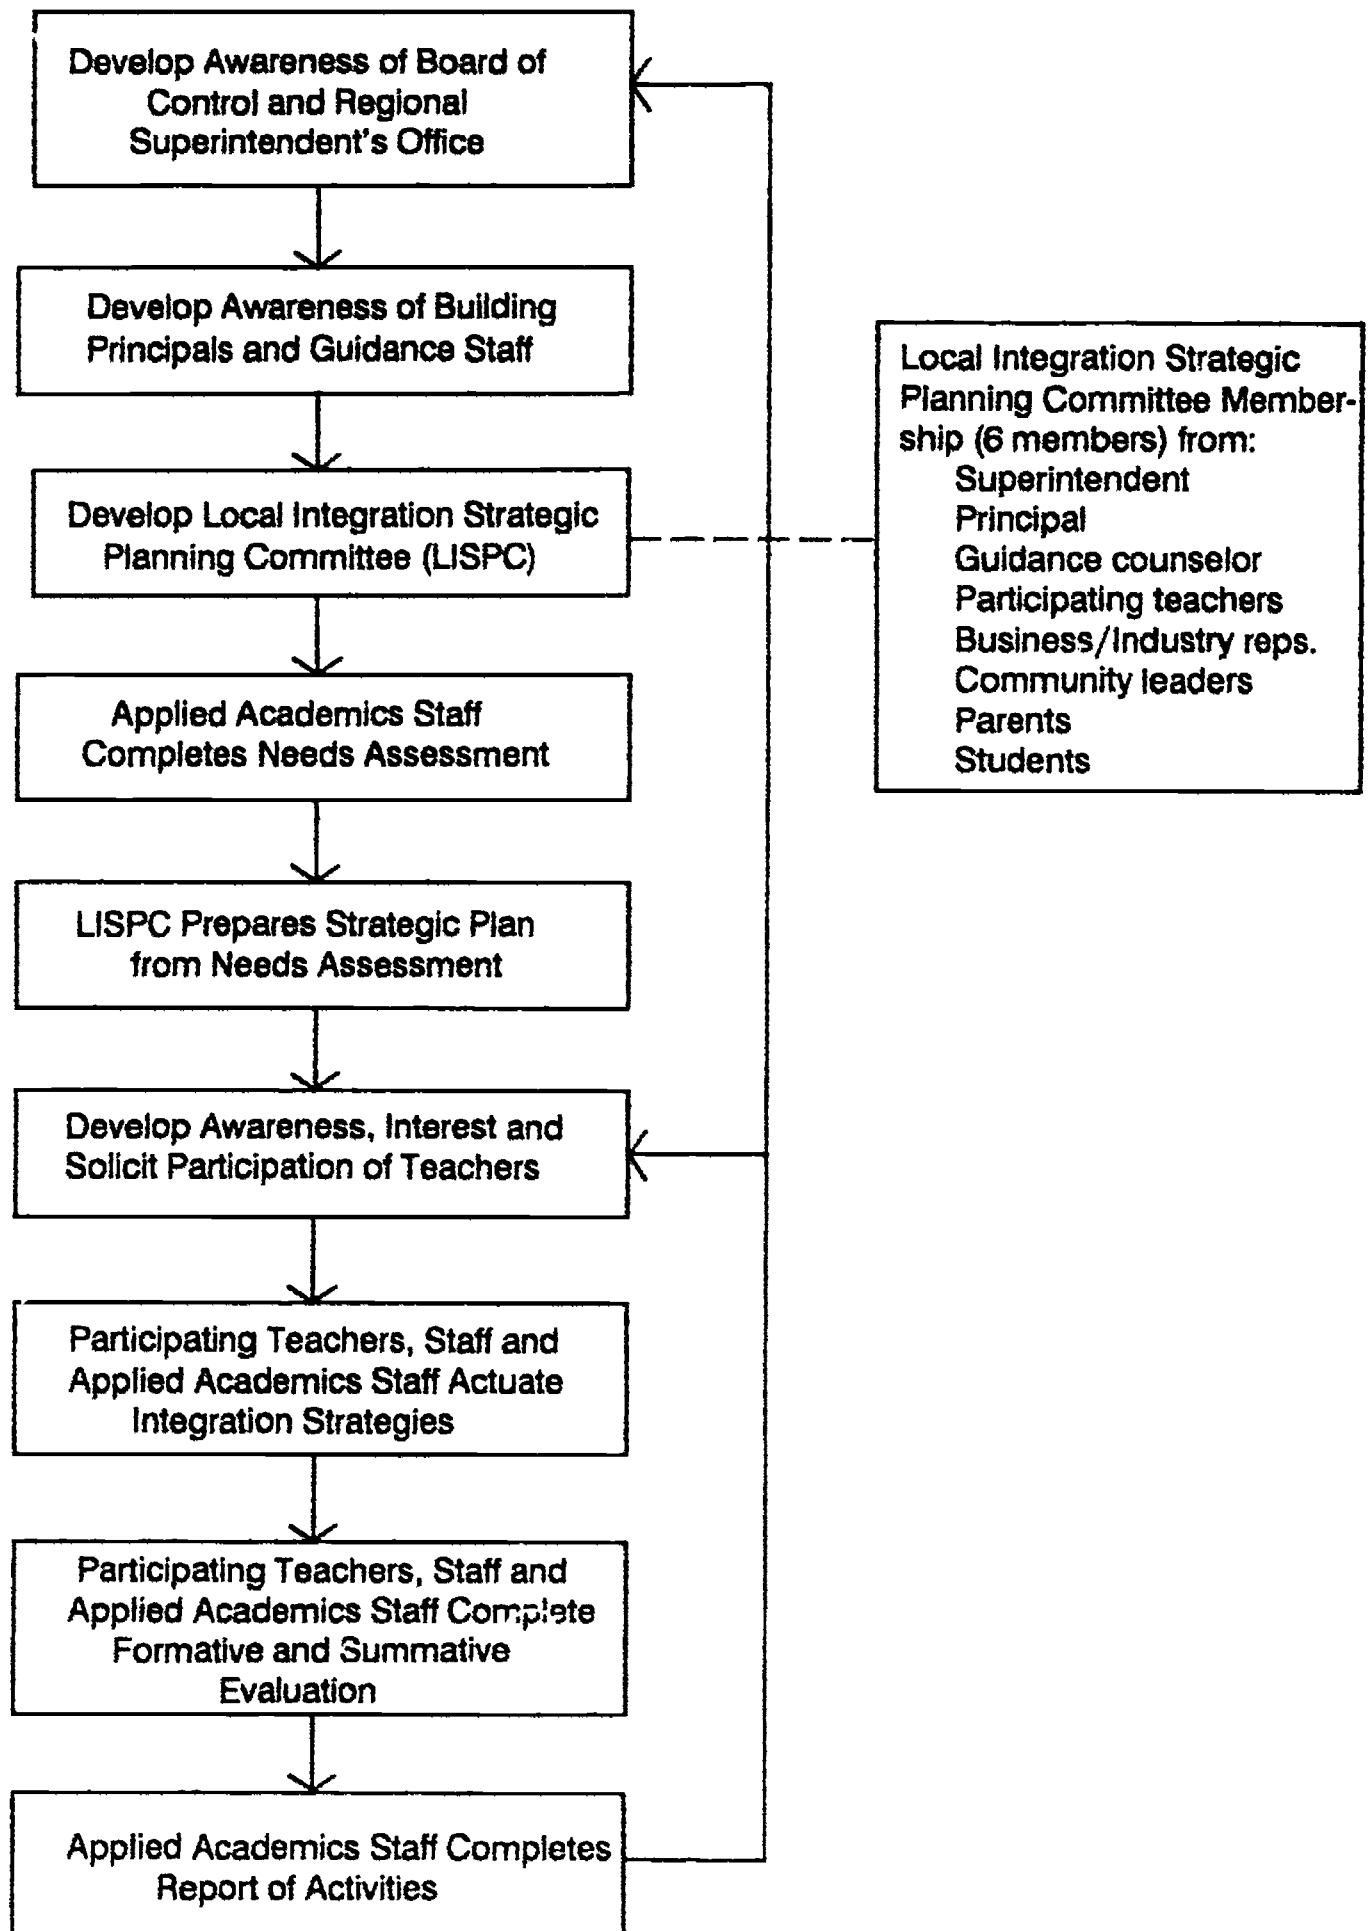 Develop Awareness of Board of
Control and Regional
Superintendent's Office
Develop Awareness of Building
Principals and Guidance Staff
Develop Local Integration Strategic
Planning Committee (LISPC)
Local Integration Strategic
Planning Committee Member-
ship (6 members) from:
Superintendent
Principal
Guidance counselor
Participating teachers
Business/Industry reps.
Community leaders
Parents
Students
Applied Academics Staff
Completes Needs Assessment
LISPC Prepares Strategic Plan
from Needs Assessment
Develop Awareness, Interest and
Solicit Participation of Teachers
Participating Teachers, Staff and
Applied Academics Staff Actuate
Integration Strategies
Participating Teachers, Staff and
Applied Academics Staff Complete
Formative and Summative
Evaluation
Applied Academics Staff Completes
Report of Activities